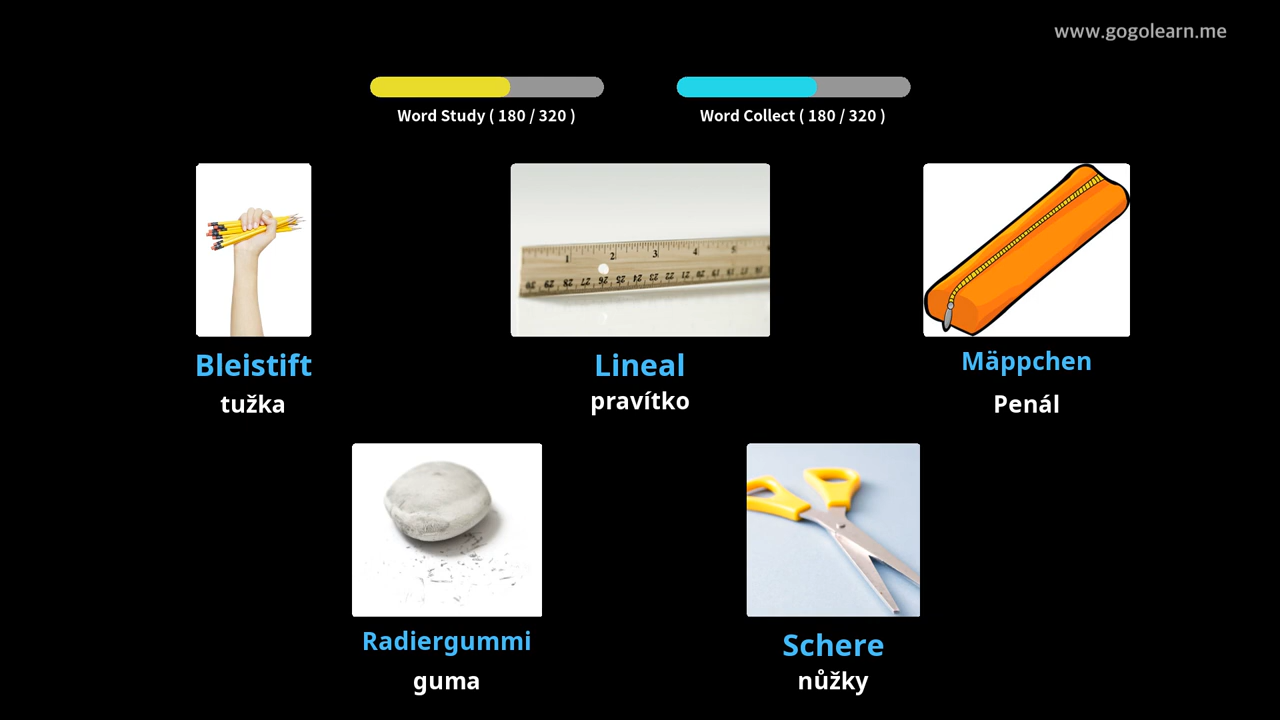 www.gogolearn.me
Word Study ( 180 / 320 )
Word Collect ( 180 / 320 )
Bleistift
tužka
Lineal
pravítko
Mäppchen
Penál
Radiergummi
guma
Schere
nůžky